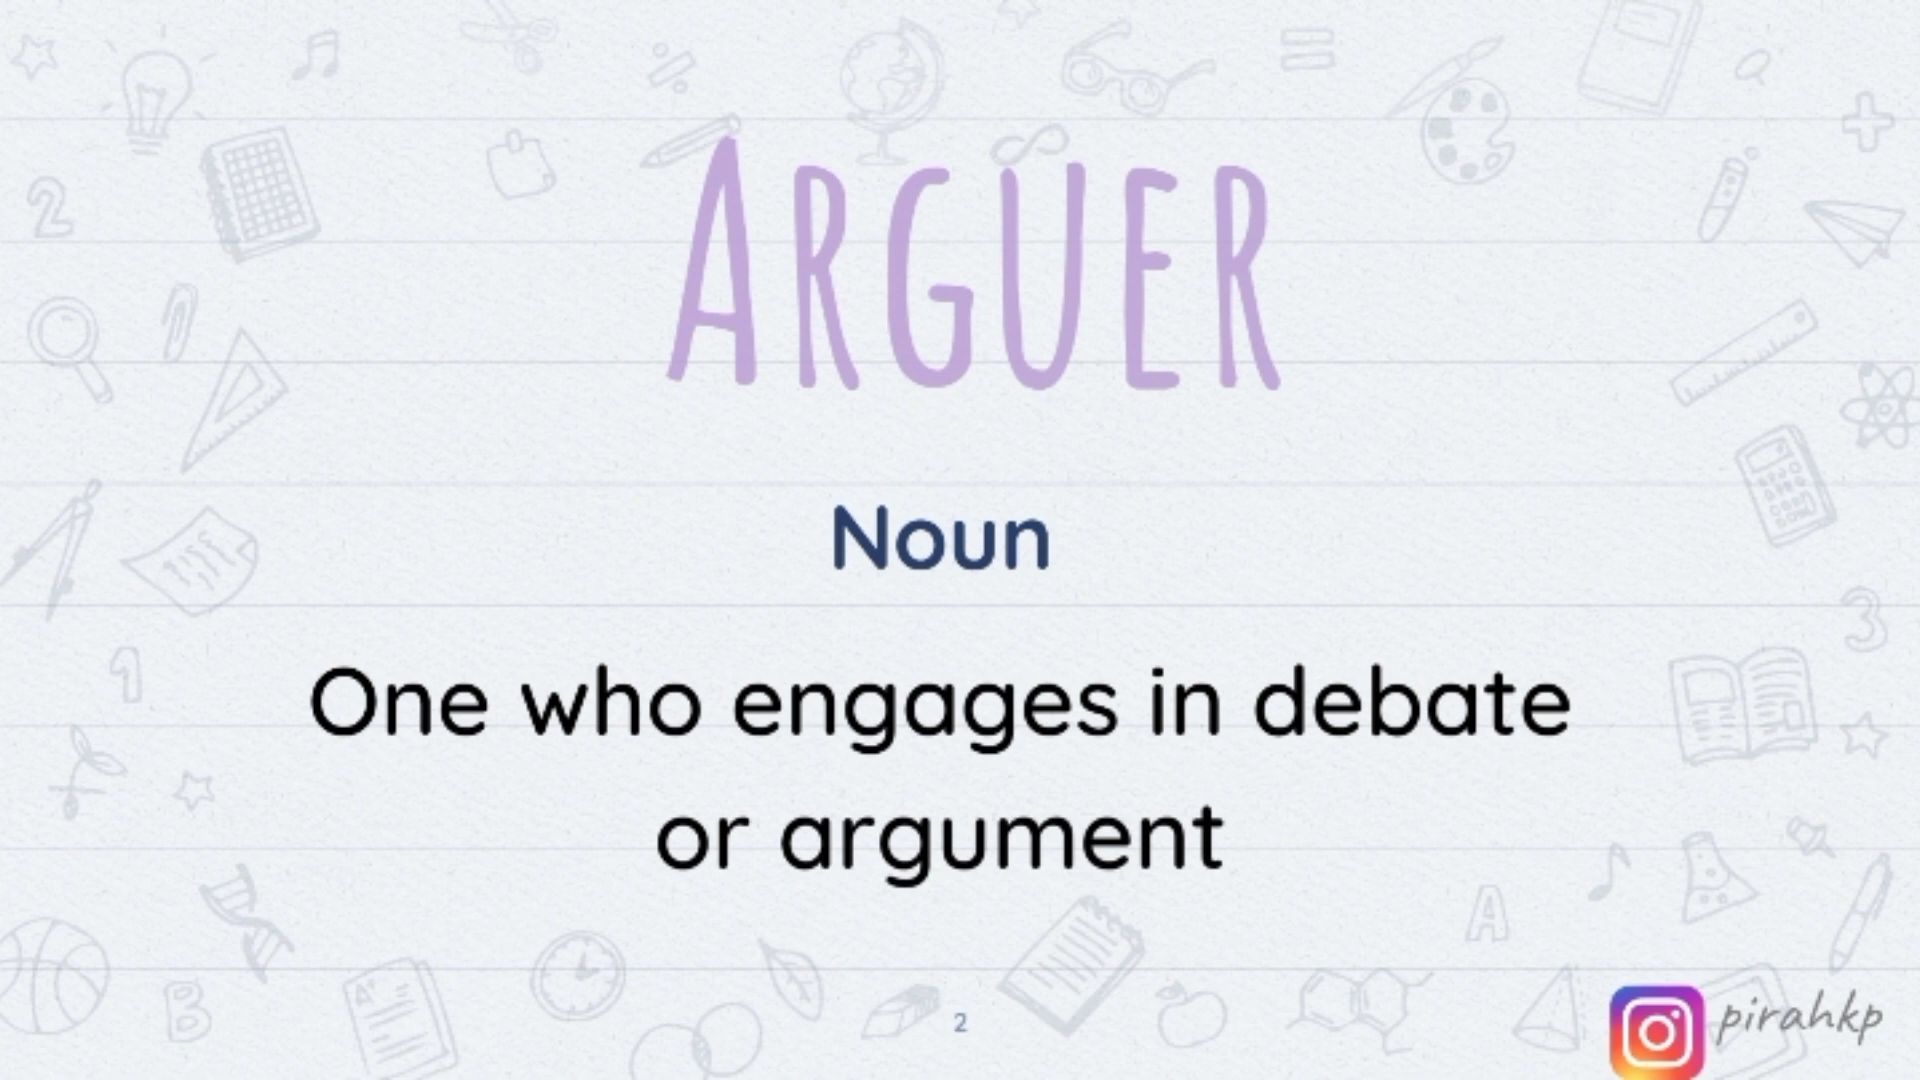 ARGUER
Noun
One who engages in debate
or argument
2
pirahkp